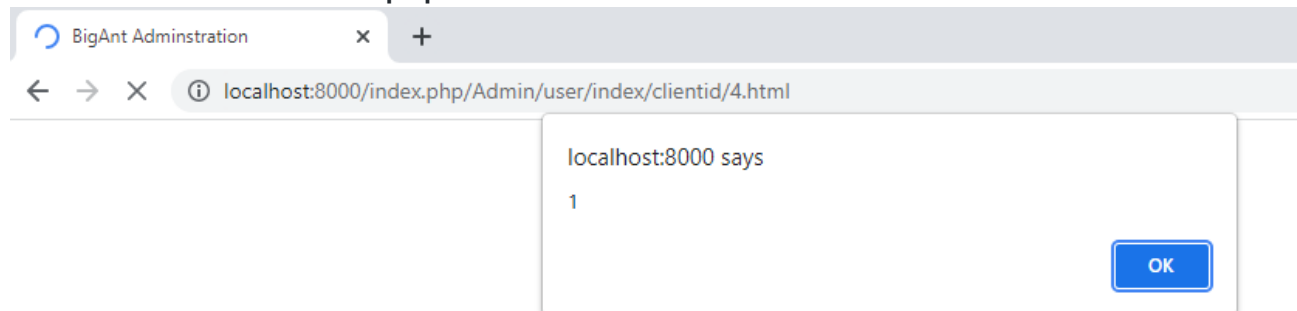 BigAnt Adminstration
localhost:8000/index.php/Admin/user/index/clientid/4.html
localhost:8000 says
1
OK